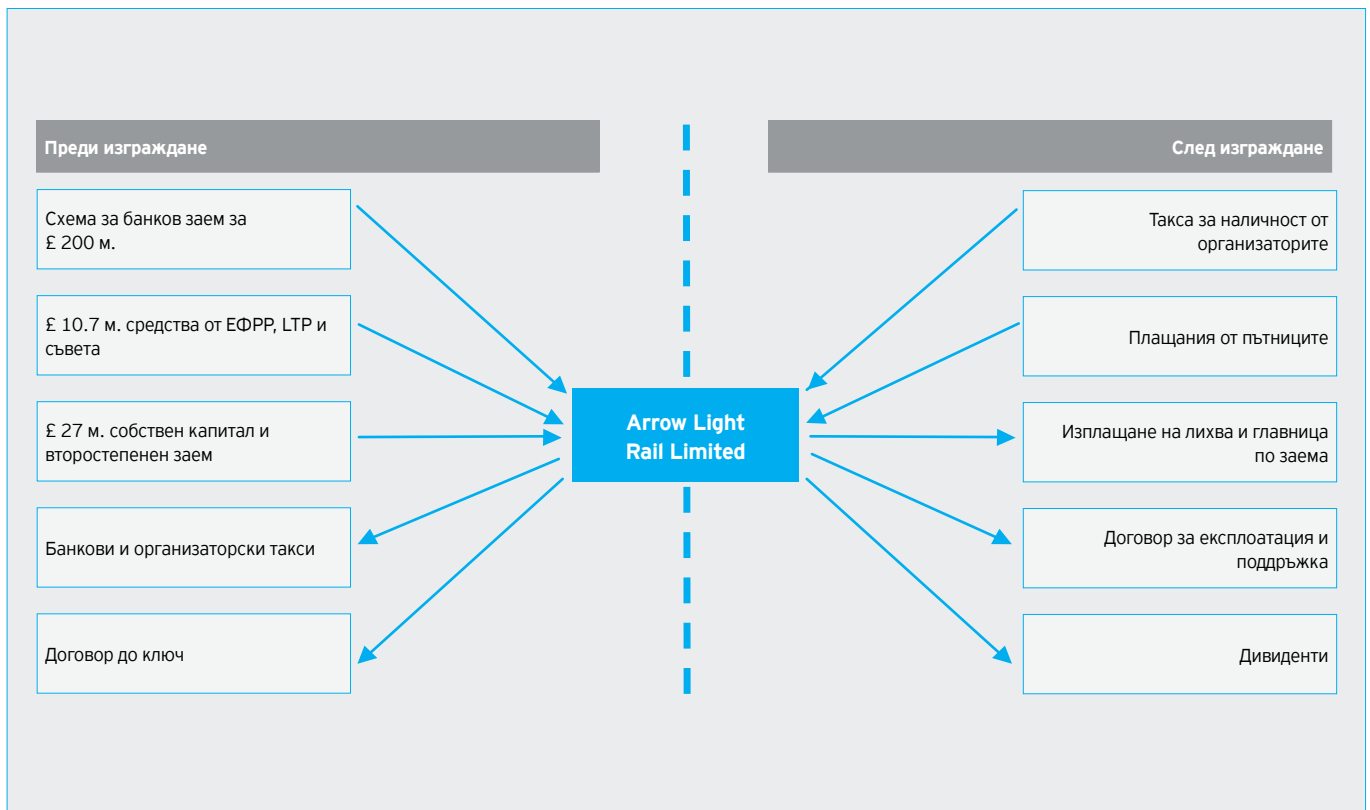 Преди изграждане
Схема за банков заем за
£ 200 м.
£ 10.7 м. средства от ЕФРР, LTP и
съвета
£ 27 м. собствен капитал и
второстепенен заем
Банкови и организаторски такси
Договор до ключ
Arrow Light
Rail Limited
След изграждане
Такса за наличност от
организаторите
Плащания от пътниците
Изплащане на лихва и главница
по заема
Договор за експлоатация и
поддръжка
Дивиденти